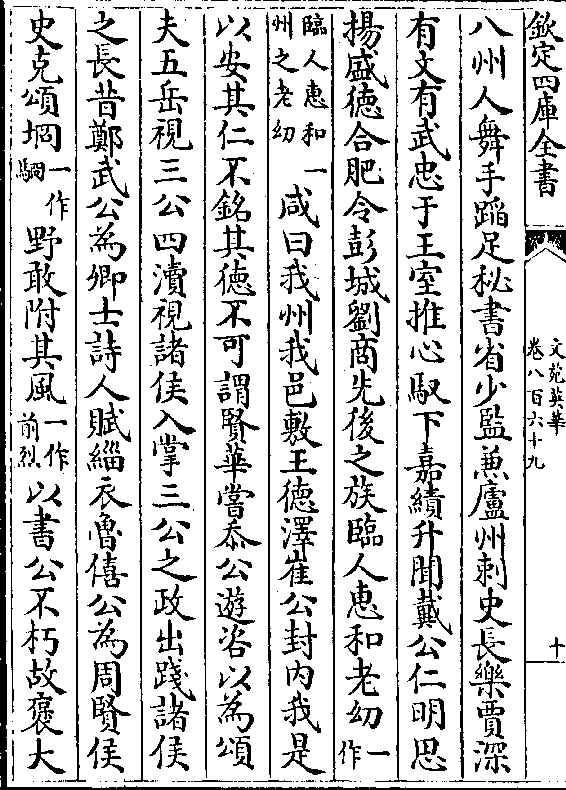 欽定四庫全書
文苑英華
卷八百六十九
十
八州人舞手蹈足秘書省少監兼廬州刺史長樂賈深
有文有武忠于王室推心馭下嘉績升聞戴公仁明思
揚盛德合肥令彭城劉商先後之族臨人惠和老幼一作
臨人惠和一
州之老幼咸曰我州我邑敷王德澤崔公封内我是
以安其仁不銘其德不可謂賢華嘗忝公遊咨以為頌
夫五岳視三公四瀆視諸侯入掌三公之政出踐諸侯
之長昔鄭武公為卿士詩人賦緇衣魯僖公為周賢侯
史克頌坰一作駉野敢附其風一作前烈以書公不朽故褒大